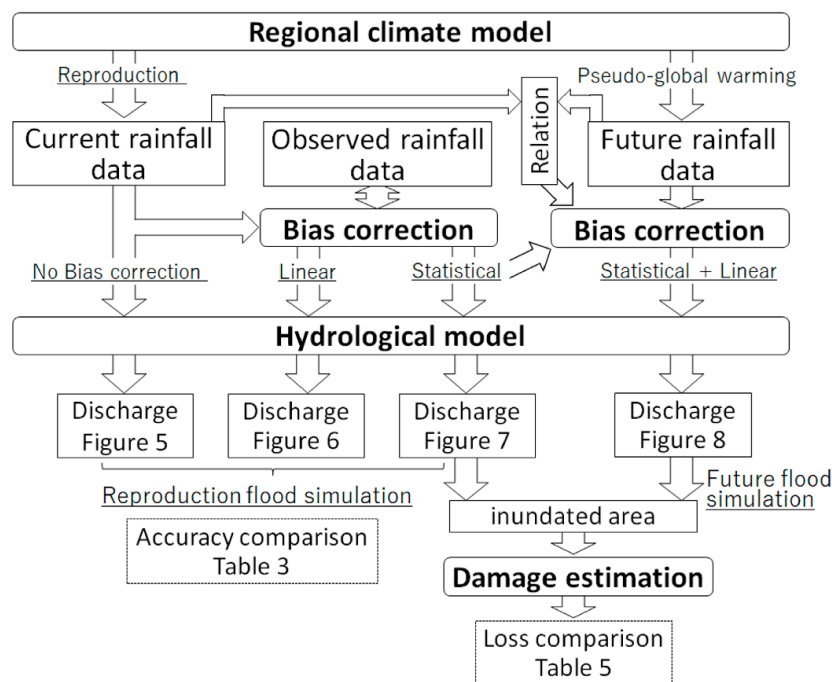 Regional climate model
Reproduction
Pseudo-global warming
Current rainfall
data
Observed rainfall
data
Relation
Future rainfall
data
Bias correction
Bias correction
No Bias correction
Linear
Statistical
Statistical + Linear
Hydrological model
Discharge
Figure 5
Discharge
Figure 6
Discharge
Figure 7
Discharge
Figure 8
Reproduction flood simulation
Future flood
simulation
inundated area
Accuracy comparison
Table 3
Damage estimation
Loss comparison
Table 5